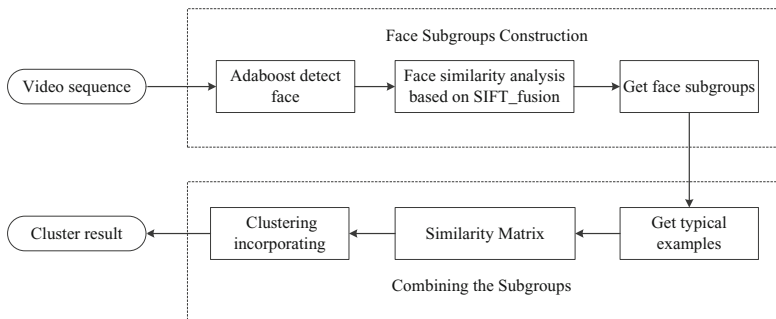 Face Subgroups Construction
Video sequence
Adaboost detect
face
Face similarity analysis
based on SIFT_fusion
Get face subgroups
Cluster result
Clustering
incorporating
Similarity Matrix
Get typical
examples
Combining the Subgroups